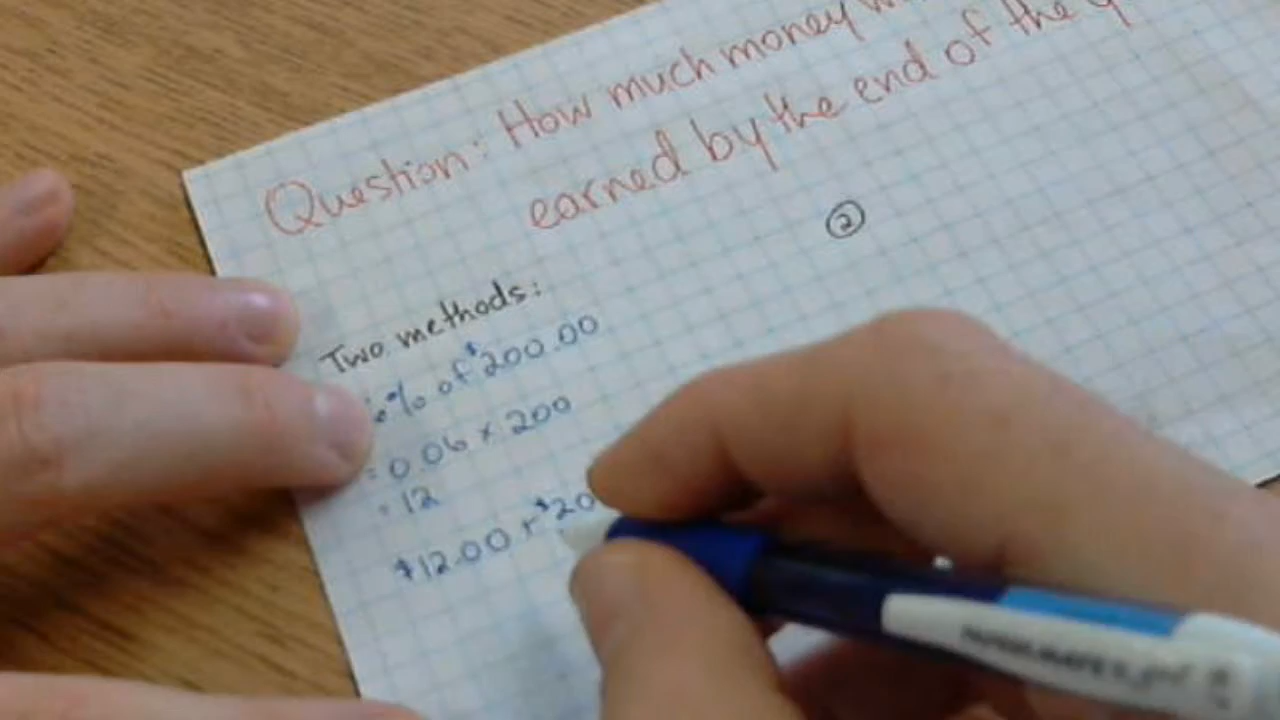 Question: How much money
earned by the end of the
②
Two methods:
6% of $200.00
= 0.06 x 200
= 12
$12.00 + $20